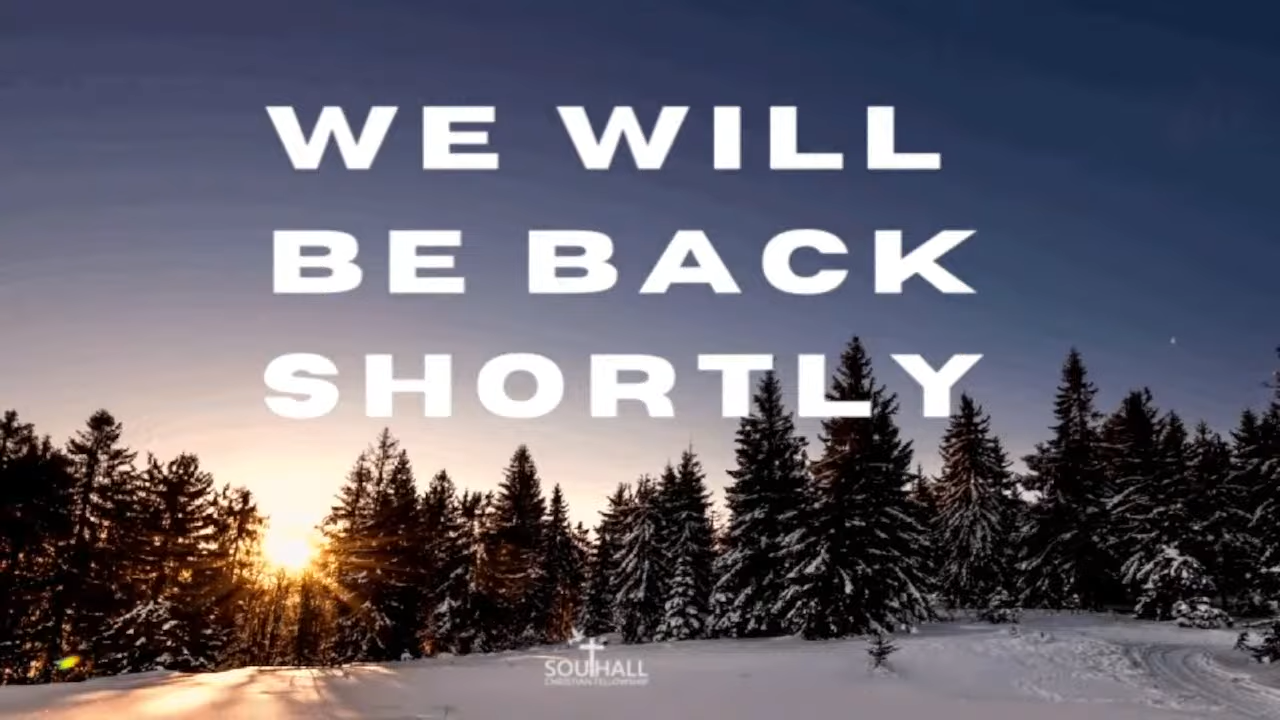 WE WILL
BE BACK
SHORTLY
SOUTHALL
CHRISTIAN FELLOWSHIP